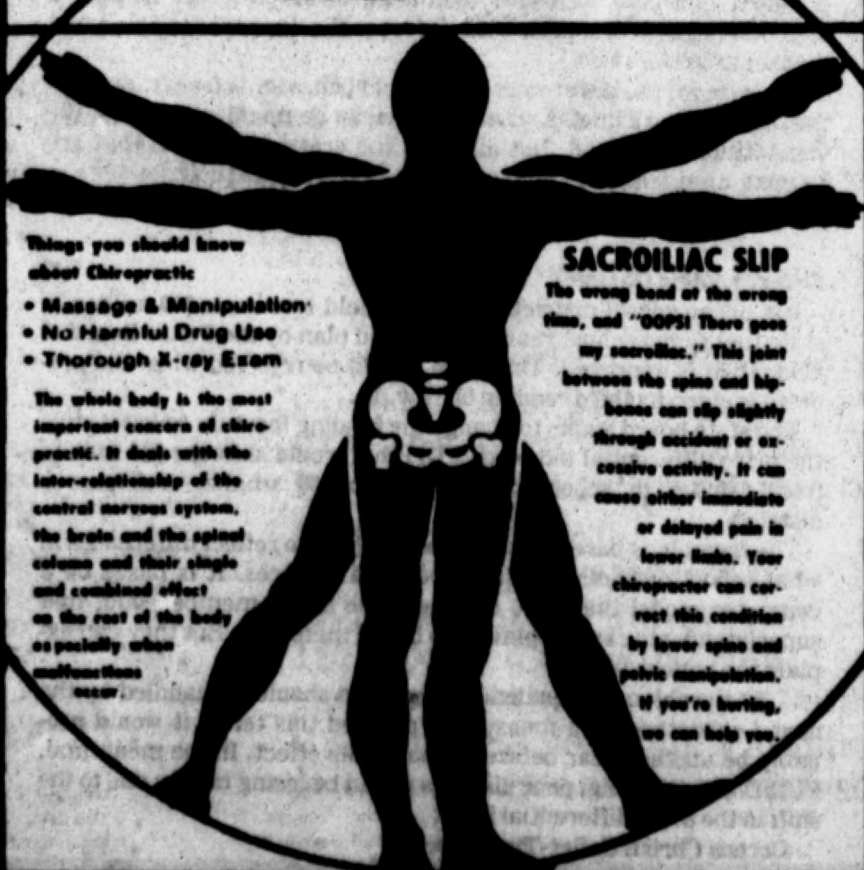 Things you should know
about Chiropractic
• Massage & Manipulation
• No Harmful Drug Use
• Thorough X-ray Exam
The whole body is the most
important concern of chiro-
practic. It deals with the
inter-relationship of the
central nervous system,
the brain and the spinal
column and their single
and combined effect
on the rest of the body
especially when
malfunctions
occur.
SACROILIAC SLIP
The wrong bend at the wrong
time, and "OOPS! There goes
my sacroiliac." This joint
between the spine and hip-
bones can slip slightly
through accident or ex-
cessive activity. It can
cause either immediate
or delayed pain in
lower limbs. Your
chiropractor can cor-
rect this condition
by lower spine and
pelvic manipulation.
If you're hurting,
we can help you.